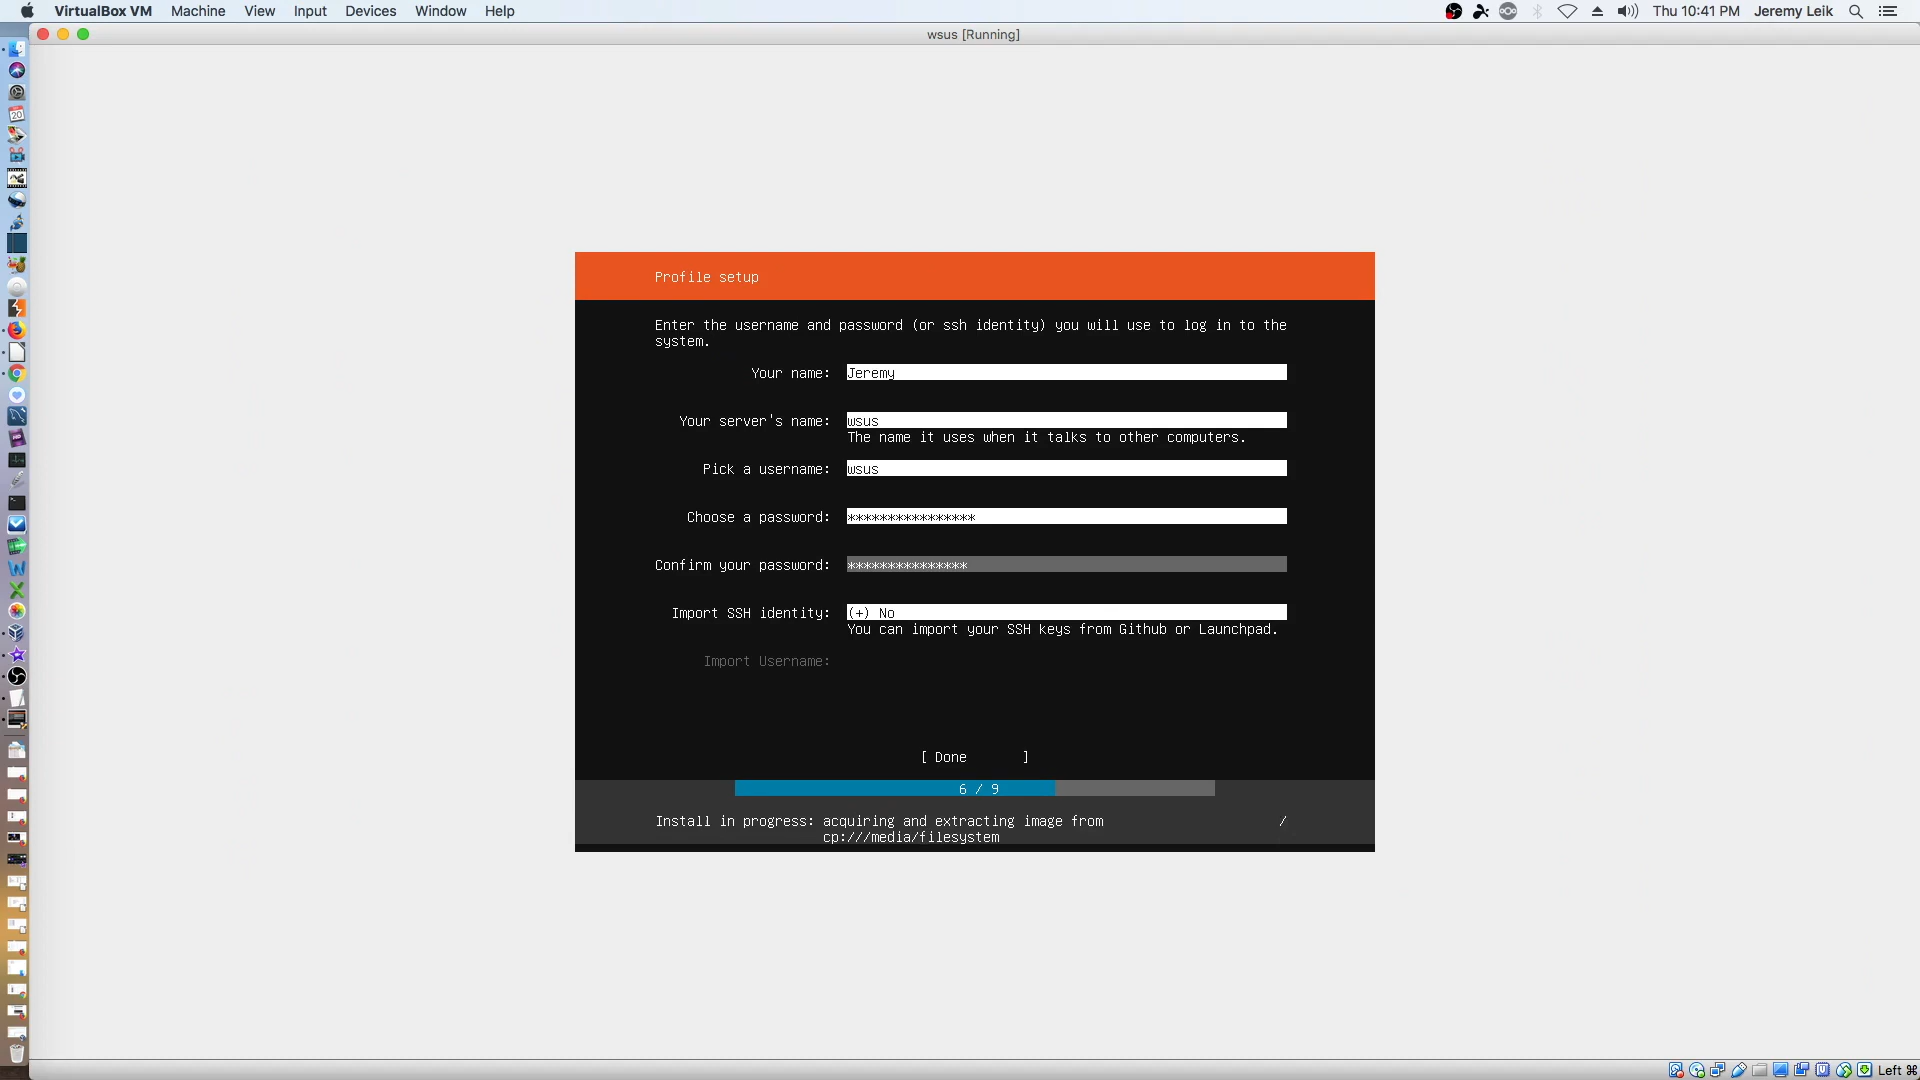 VirtualBox VM Machine View Input Devices Window Help Thu 10:41 PM Jeremy Leik
wsus [Running]
20
Profile setup
Enter the username and password (or ssh identity) you will use to log in to the
system.
Your name: Jeremy
Your server's name: wsus
The name it uses when it talks to other computers.
Pick a username: wsus
Choose a password: ****************
Confirm your password: ***************
Import SSH identity: (+) No
You can import your SSH keys from Github or Launchpad.
Import Username:
[ Done ]
6 / 9
Install in progress: acquiring and extracting image from /
cp:///media/filesystem
Left ⌘